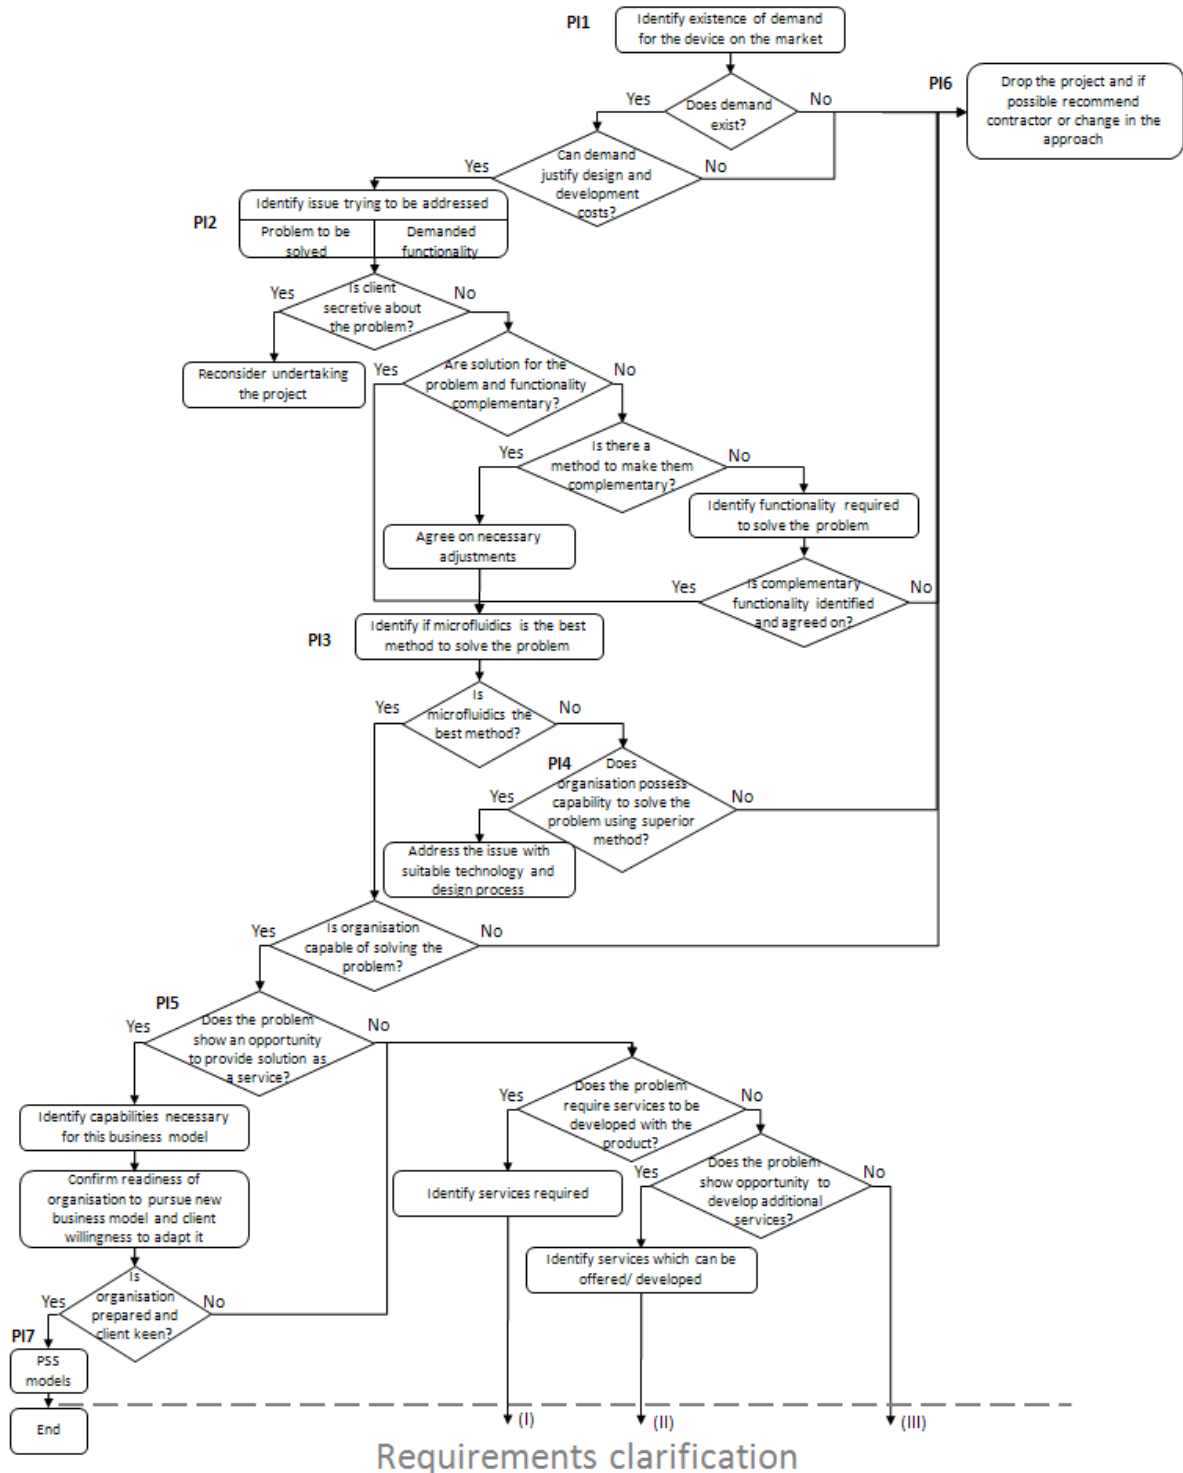 PI1
Identify existence of demand
for the device on the market
PI6
Drop the project and if
possible recommend
contractor or change in the
approach
Yes
Does demand
exist?
No
Yes
Can demand
justify design and
development
costs?
No
PI2
Identify issue trying to be addressed
Problem to be
solved
Demanded
functionality
Yes
Is client
secretive about
the problem?
No
Reconsider undertaking
the project
Yes
Are solution for the
problem and functionality
complementary?
No
Yes
Is there a
method to make them
complementary?
No
Identify functionality required
to solve the problem
Agree on necessary
adjustments
Yes
Is complementary
functionality identified
and agreed on?
No
PI3
Identify if microfluidics is the best
method to solve the problem
Yes
Is
microfluidics the
best method?
No
PI4
Yes
Does
organisation possess
capability to solve the
problem using superior
method?
No
Address the issue with
suitable technology and
design process
Yes
Is organisation
capable of solving the
problem?
No
PI5
Yes
Does the problem
show an opportunity
to provide solution as
a service?
No
Identify capabilities necessary
for this business model
Confirm readiness of
organisation to pursue new
business model and client
willingness to adapt it
Yes
Is
organisation
prepared and
client keen?
No
Yes
Does the problem
require services to be
developed with the
product?
No
Identify services required
Yes
Does the problem
show opportunity to
develop additional
services?
No
Identify services which can be
offered/ developed
PI7
PSS
models
End
(I)
(II)
(III)
Requirements clarification